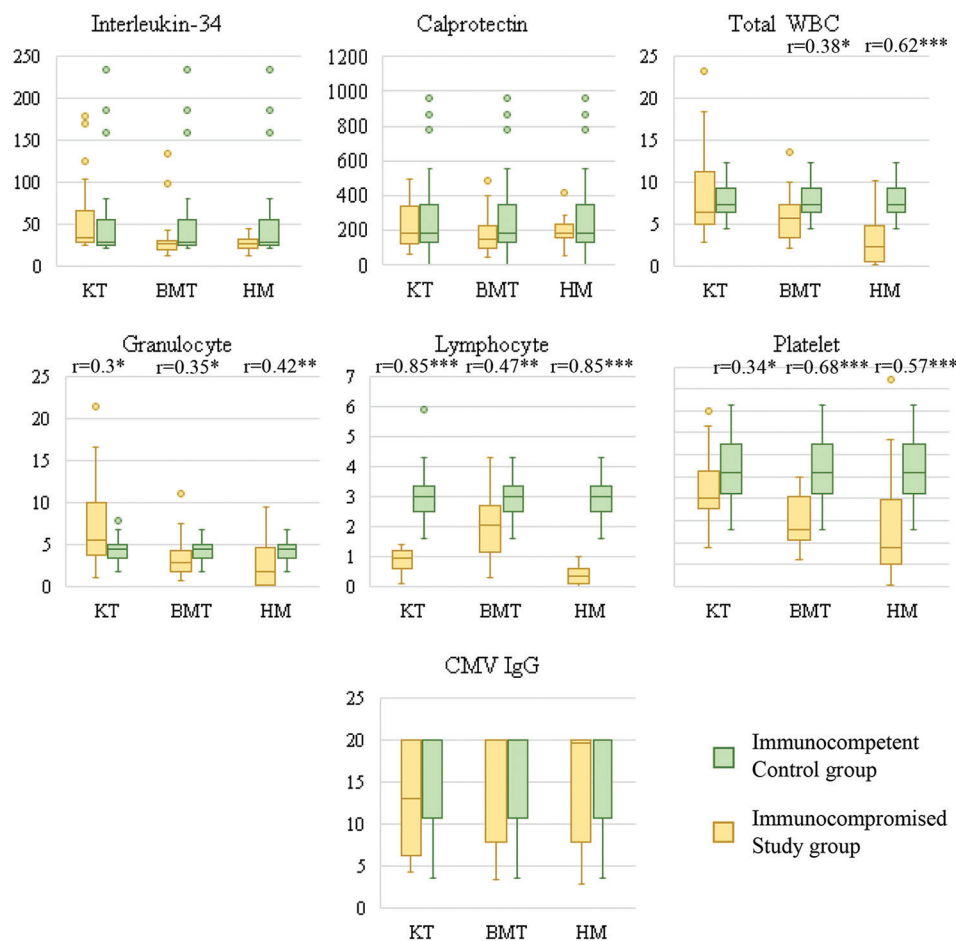 Interleukin-34
250
200
150
100
50
0
KT BMT HM
Calprotectin
1200
1000
800
600
400
200
0
KT BMT HM
Total WBC
r=0.38* r=0.62***
25
20
15
10
5
0
KT BMT HM
Granulocyte
r=0.3* r=0.35* r=0.42**
25
20
15
10
5
0
KT BMT HM
Lymphocyte
r=0.85*** r=0.47** r=0.85***
7
6
5
4
3
2
1
0
KT BMT HM
Platelet
r=0.34* r=0.68*** r=0.57***
KT BMT HM
CMV IgG
25
20
15
10
5
0
KT BMT HM
Immunocompetent
Control group
Immunocompromised
Study group